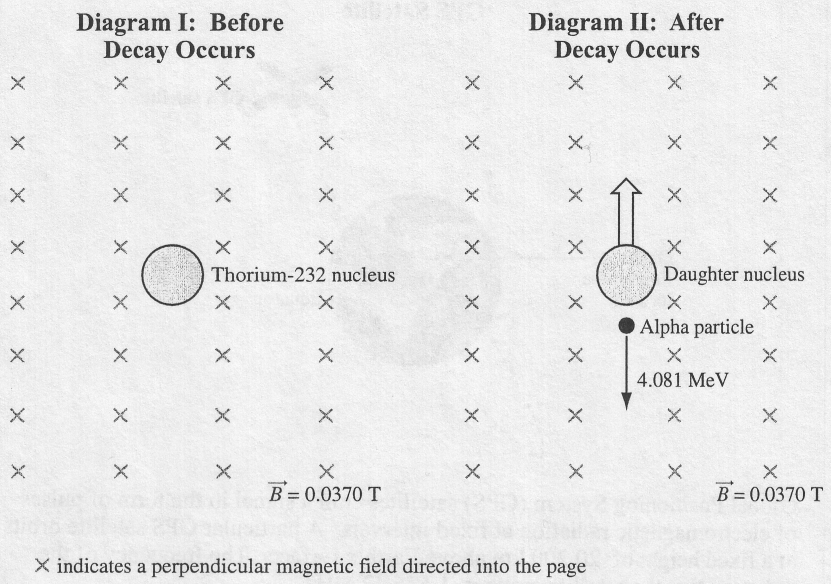 Diagram I: Before
Decay Occurs
Diagram II: After
Decay Occurs
Thorium-232 nucleus
Daughter nucleus
Alpha particle
4.081 MeV
B = 0.0370 T
B = 0.0370 T
× indicates a perpendicular magnetic field directed into the page